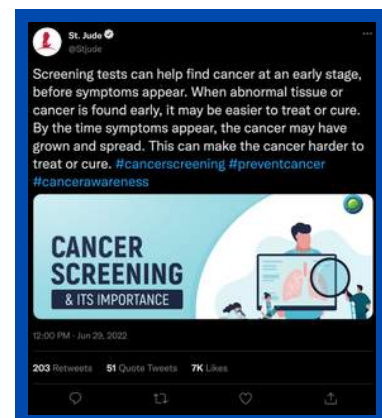 St. Jude
@Stjude
Screening tests can help find cancer at an early stage,
before symptoms appear. When abnormal tissue or
cancer is found early, it may be easier to treat or cure.
By the time symptoms appear, the cancer may have
grown and spread. This can make the cancer harder to
treat or cure. #cancerscreening #preventcancer
#cancerawareness
CANCER
SCREENING
& ITS IMPORTANCE
12:00 PM · Jun 29, 2022
203 Retweets 51 Quote Tweets 7K Likes